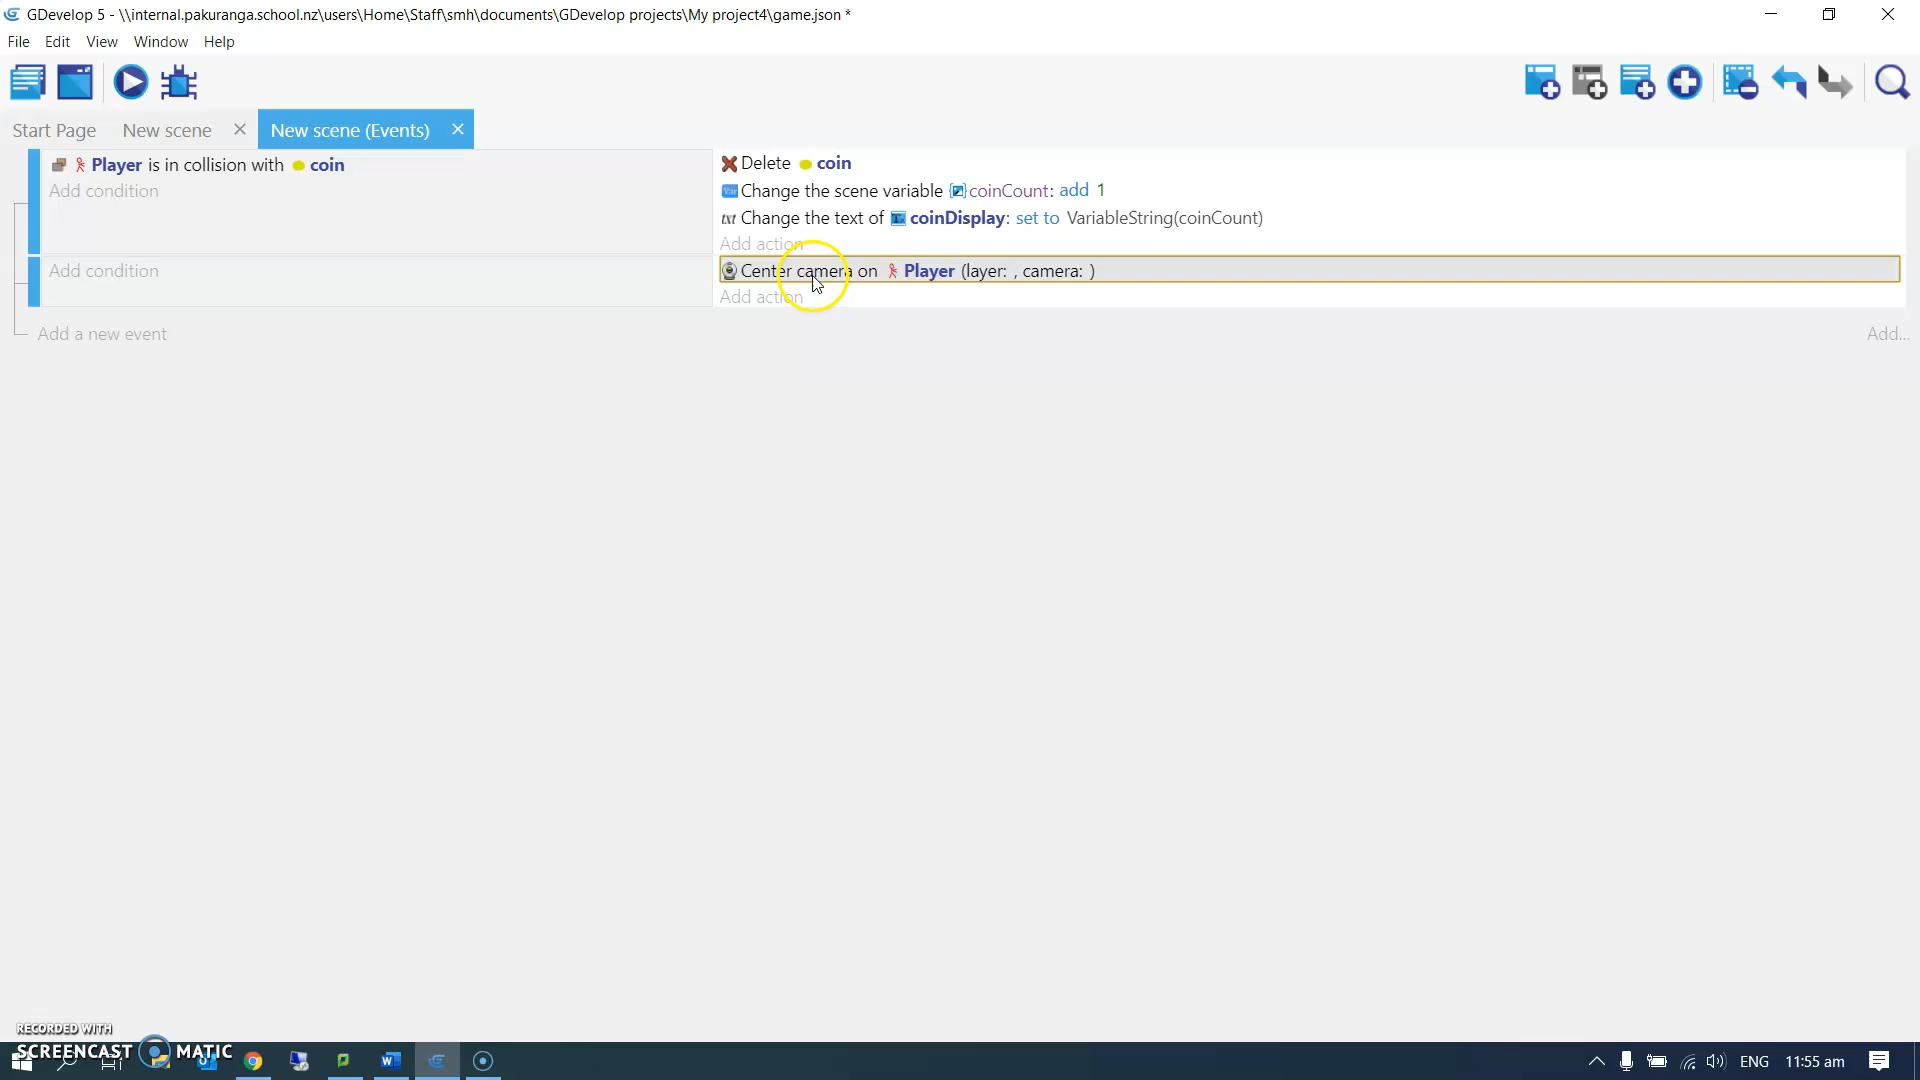 GDevelop 5 - \\internal.pakuranga.school.nz\users\Home\Staff\smh\documents\GDevelop projects\My project4\game.json *
File Edit View Window Help
Start Page New scene New scene (Events)
Player is in collision with coin
Add condition
Delete coin
Change the scene variable coinCount: add 1
Change the text of coinDisplay: set to VariableString(coinCount)
Add action
Add condition
Center camera on Player (layer: , camera: )
Add action
Add a new event
Add...
RECORDED WITH
SCREENCAST MATIC
ENG 11:55 am